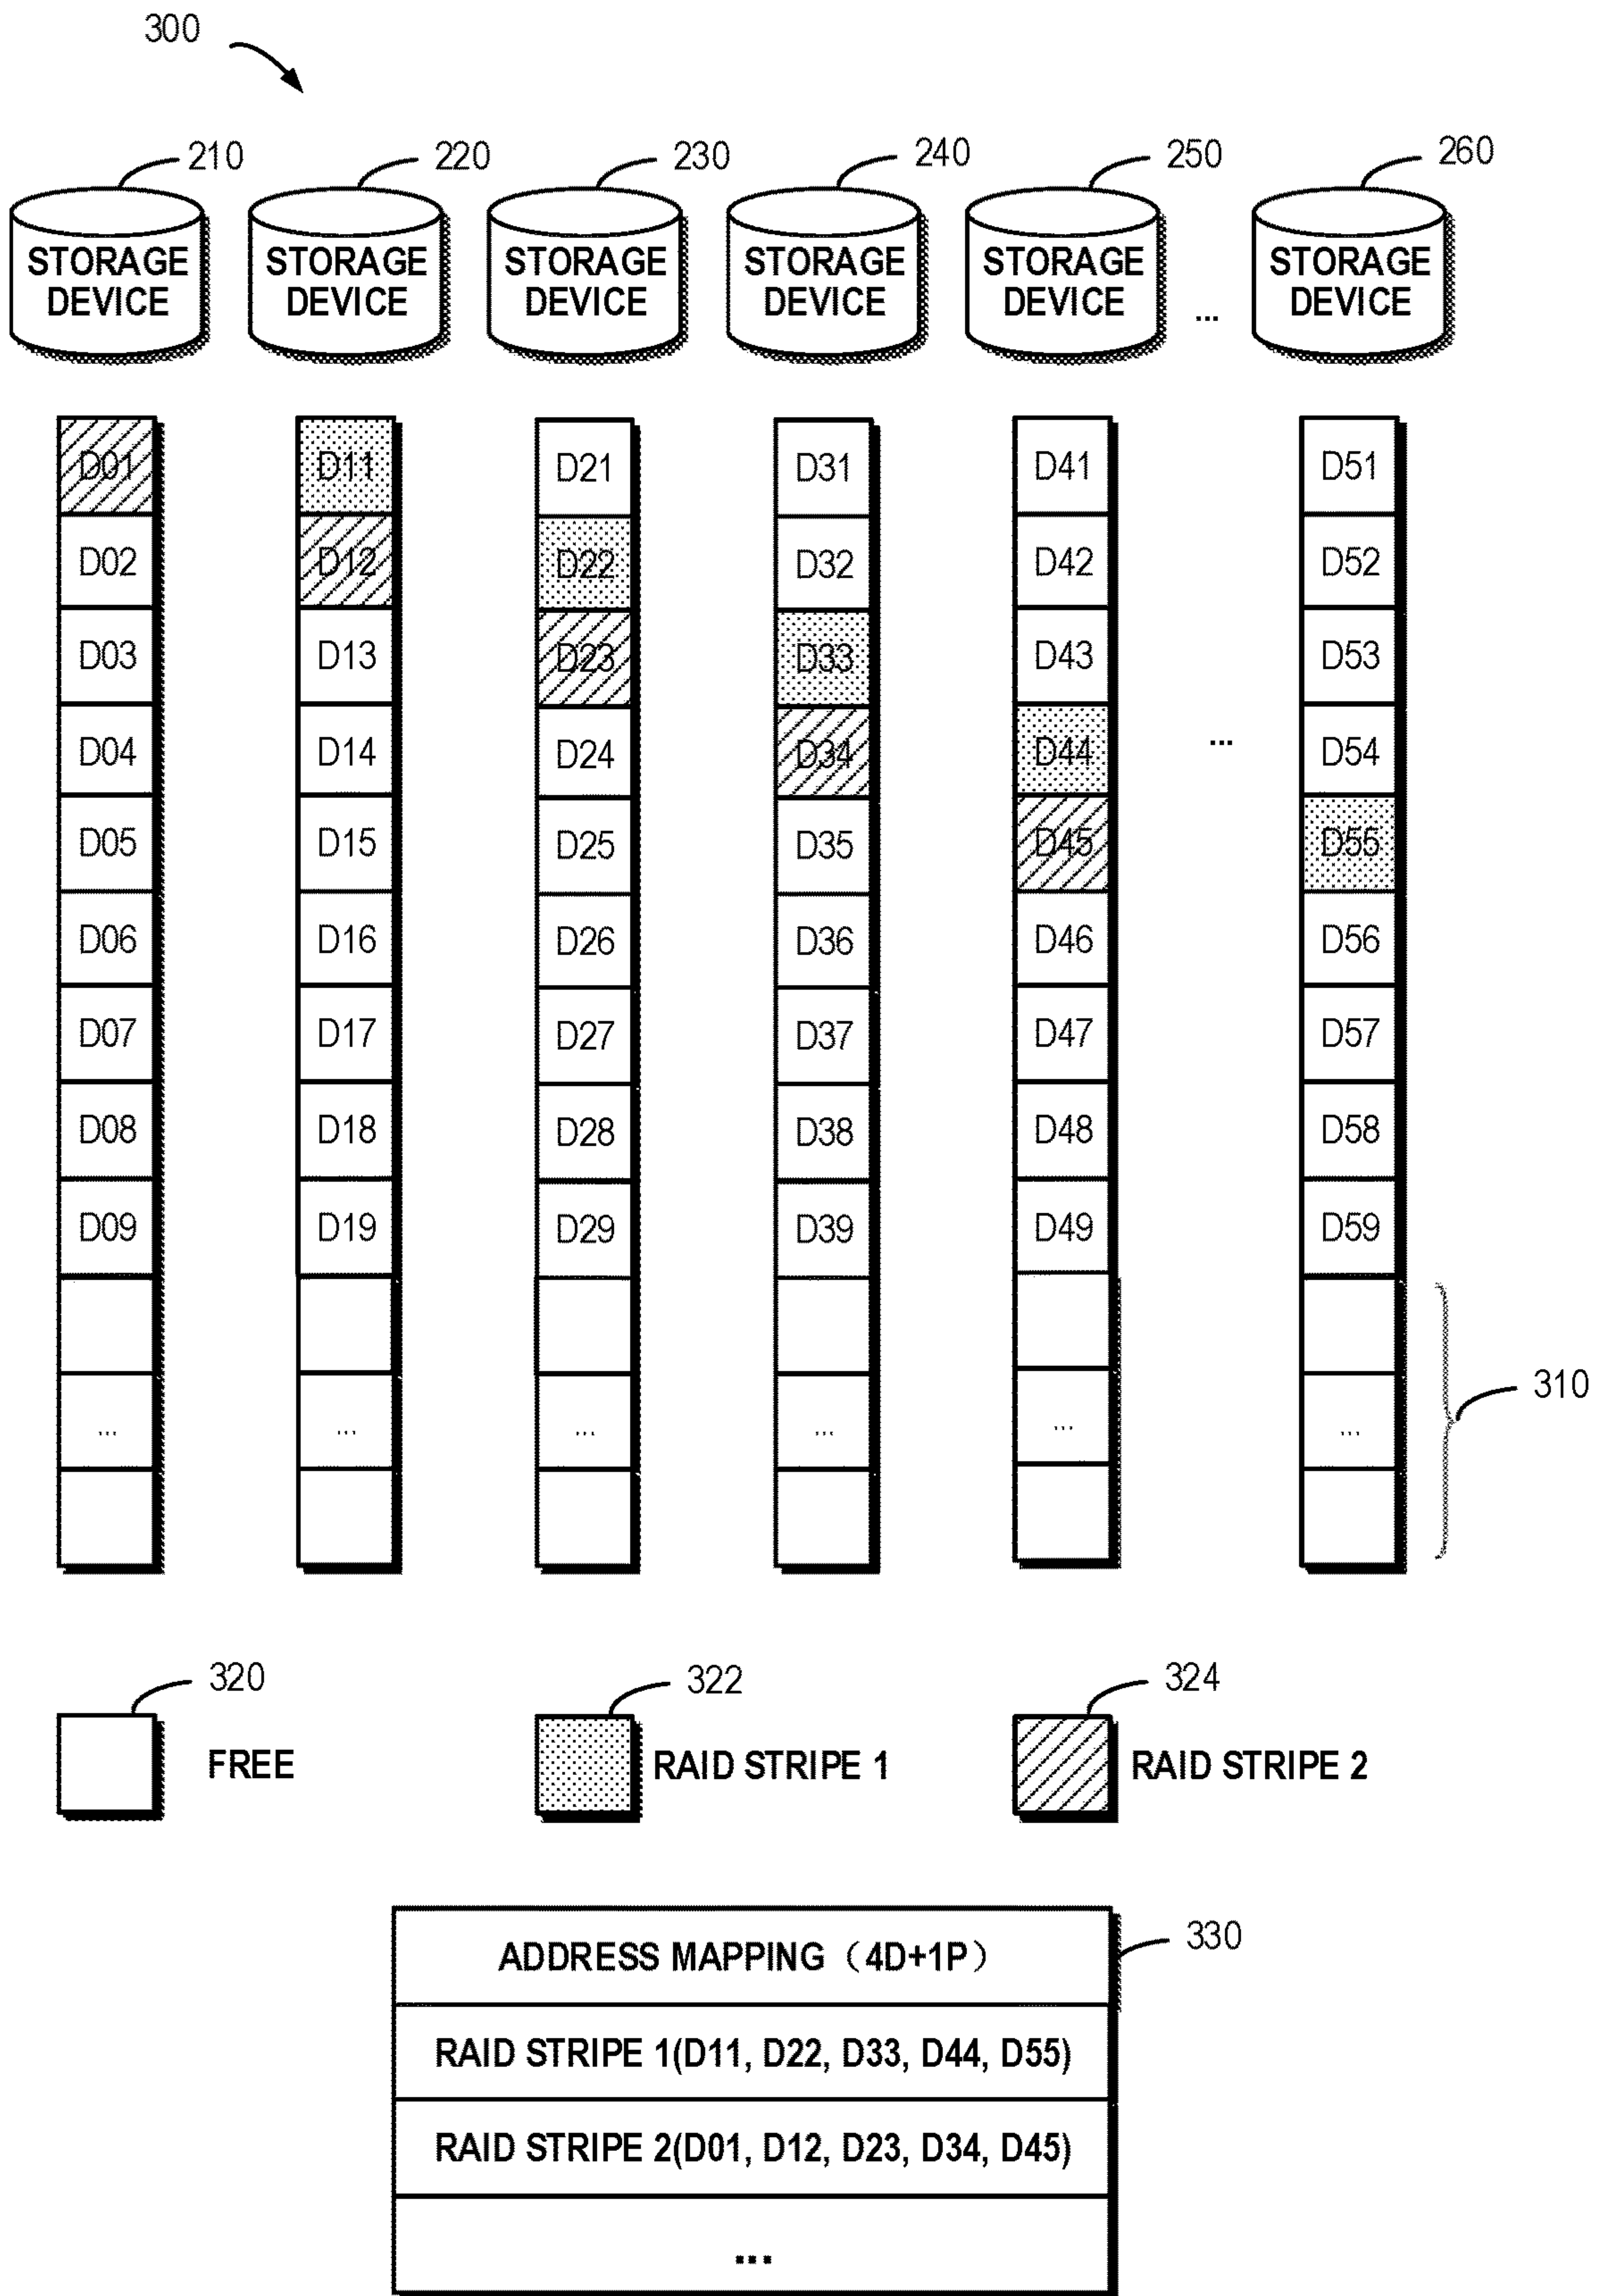 300
210 220 230 240 250 260
STORAGE DEVICE STORAGE DEVICE STORAGE DEVICE STORAGE DEVICE STORAGE DEVICE ... STORAGE DEVICE
D01 D11 D21 D31 D41 D51
D02 D12 D22 D32 D42 D52
D03 D13 D23 D33 D43 D53
D04 D14 D24 D34 D44 ... D54
D05 D15 D25 D35 D45 D55
D06 D16 D26 D36 D46 D56
D07 D17 D27 D37 D47 D57
D08 D18 D28 D38 D48 D58
D09 D19 D29 D39 D49 D59
... ... ... ... ... ...
310
320 322 324
FREE RAID STRIPE 1 RAID STRIPE 2
330
ADDRESS MAPPING（4D+1P）
RAID STRIPE 1(D11, D22, D33, D44, D55)
RAID STRIPE 2(D01, D12, D23, D34, D45)
...